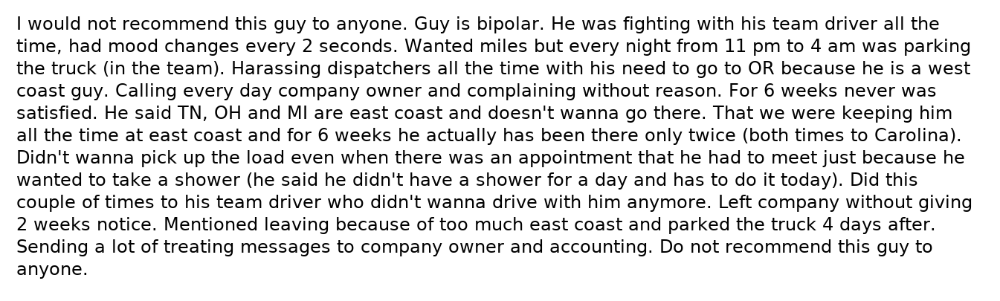 I would not recommend this guy to anyone. Guy is bipolar. He was fighting with his team driver all the
time, had mood changes every 2 seconds. Wanted miles but every night from 11 pm to 4 am was parking
the truck (in the team). Harassing dispatchers all the time with his need to go to OR because he is a west
coast guy. Calling every day company owner and complaining without reason. For 6 weeks never was
satisfied. He said TN, OH and MI are east coast and doesn't wanna go there. That we were keeping him
all the time at east coast and for 6 weeks he actually has been there only twice (both times to Carolina).
Didn't wanna pick up the load even when there was an appointment that he had to meet just because he
wanted to take a shower (he said he didn't have a shower for a day and has to do it today). Did this
couple of times to his team driver who didn't wanna drive with him anymore. Left company without giving
2 weeks notice. Mentioned leaving because of too much east coast and parked the truck 4 days after.
Sending a lot of treating messages to company owner and accounting. Do not recommend this guy to
anyone.